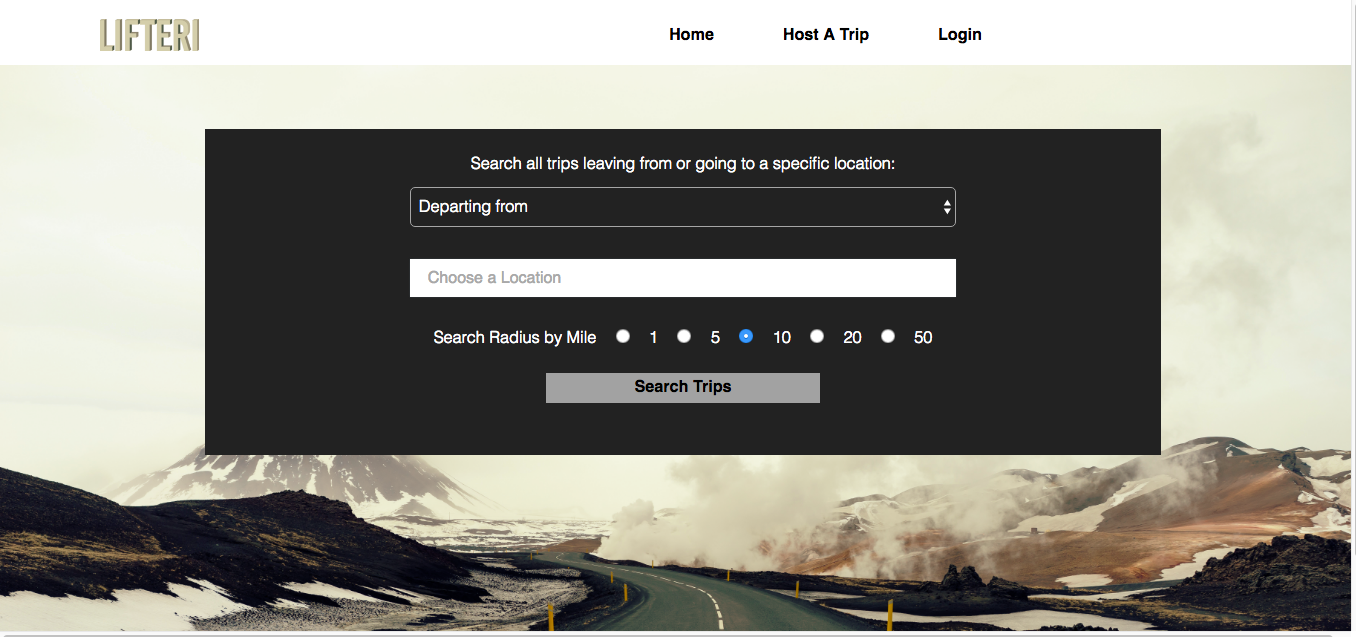 LIFTERI
Home Host A Trip Login
Search all trips leaving from or going to a specific location:
Departing from
Choose a Location
Search Radius by Mile 1 5 10 20 50
Search Trips